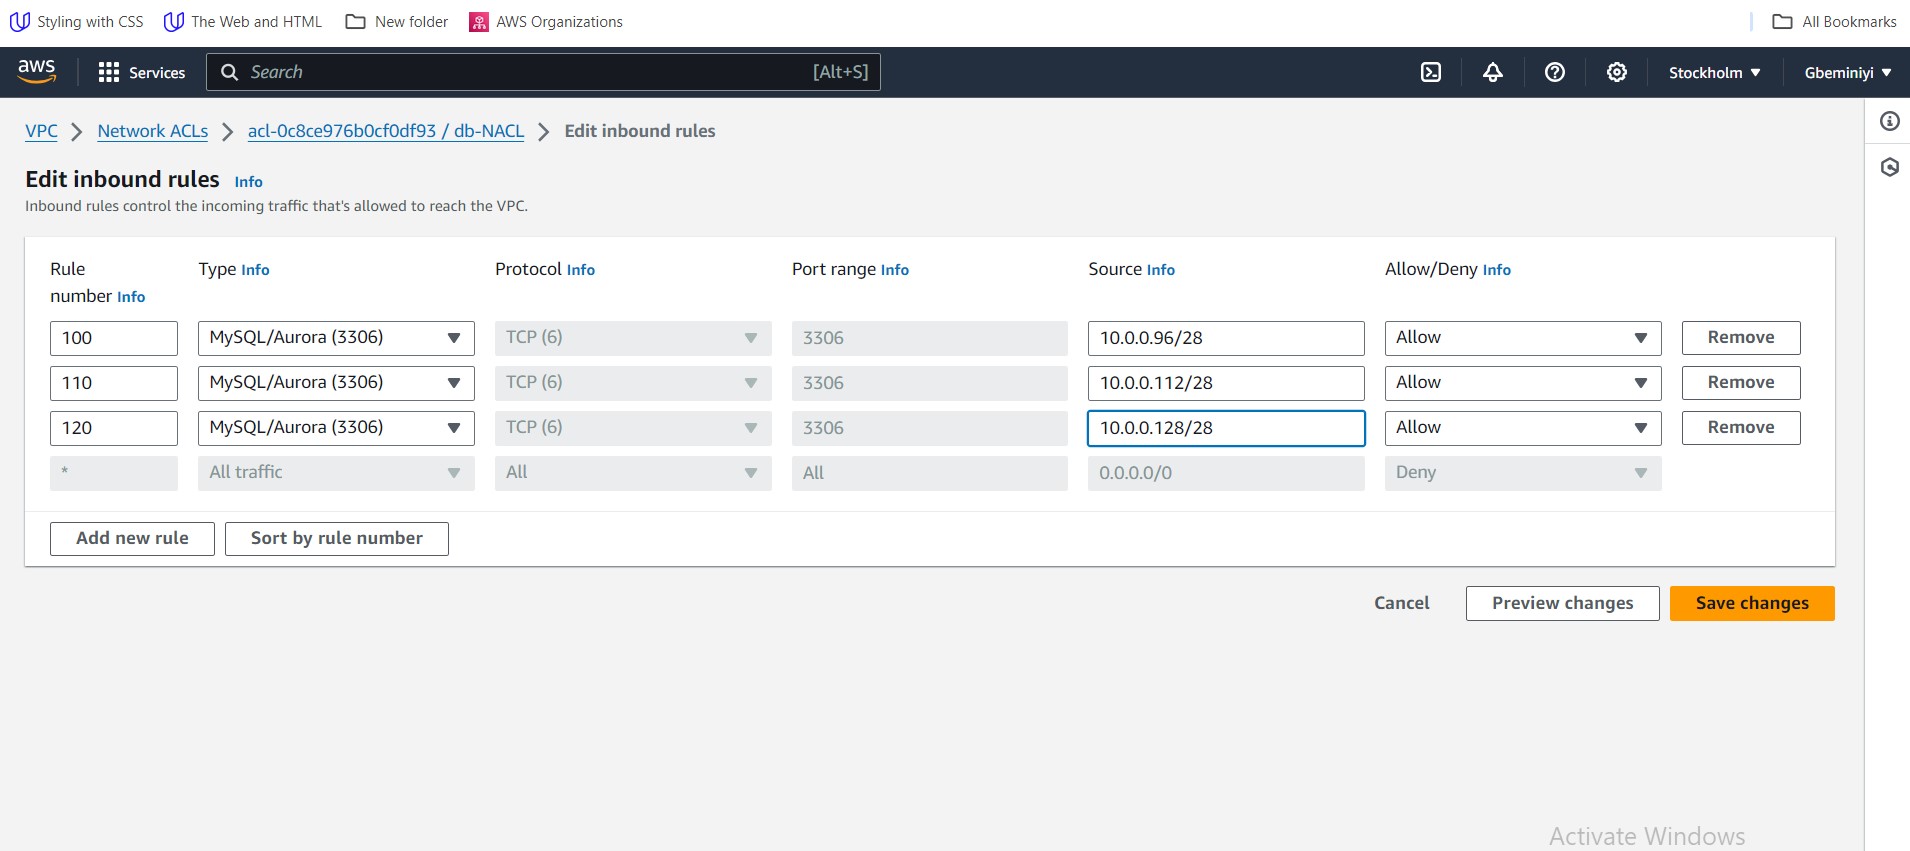 Styling with CSS The Web and HTML New folder AWS Organizations All Bookmarks
aws Services Search [Alt+S] Stockholm Gbeminiyi
VPC Network ACLs acl-0c8ce976b0cf0df93 / db-NACL Edit inbound rules
Edit inbound rules Info
Inbound rules control the incoming traffic that's allowed to reach the VPC.
Rule number Info Type Info Protocol Info Port range Info Source Info Allow/Deny Info
100 MySQL/Aurora (3306) TCP (6) 3306 10.0.0.96/28 Allow Remove
110 MySQL/Aurora (3306) TCP (6) 3306 10.0.0.112/28 Allow Remove
120 MySQL/Aurora (3306) TCP (6) 3306 10.0.0.128/28 Allow Remove
* All traffic All All 0.0.0.0/0 Deny
Add new rule Sort by rule number
Cancel Preview changes Save changes
Activate Windows